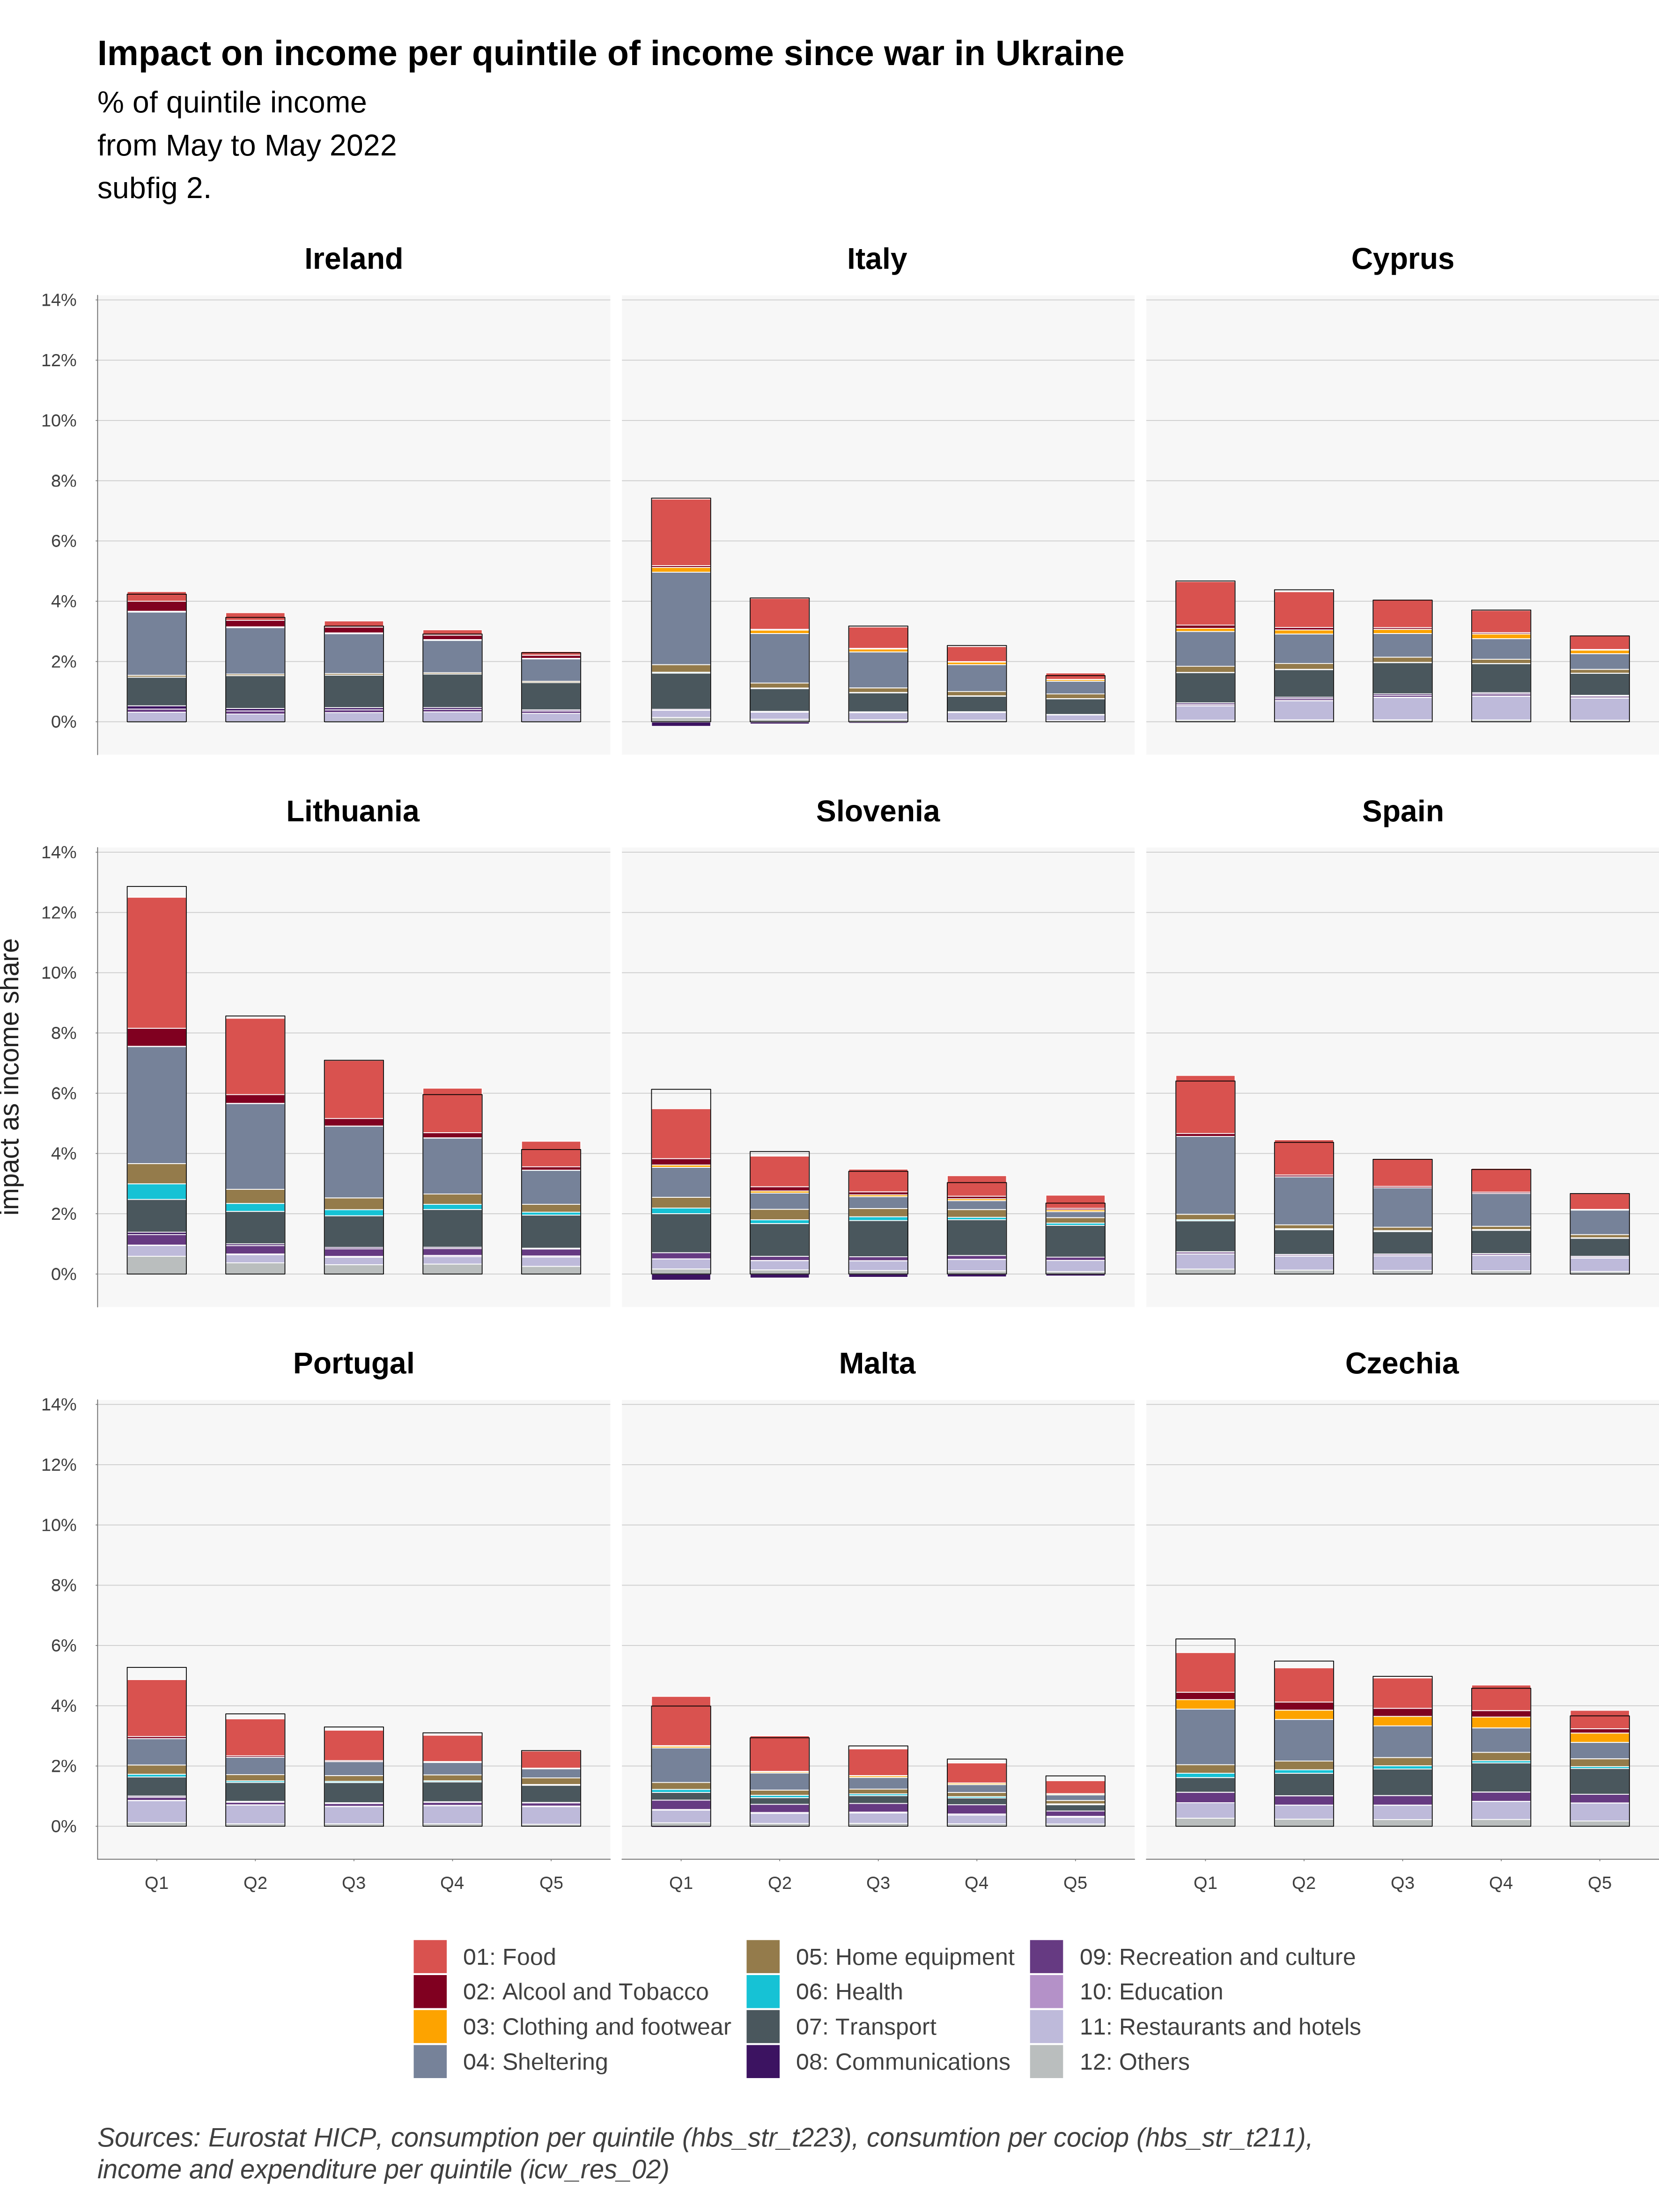 Impact on income per quintile of income since war in Ukraine
% of quintile income
from May to May 2022
subfig 2.
Ireland
Italy
Cyprus
14%
12%
10%
8%
6%
4%
2%
0%
Lithuania
Slovenia
Spain
impact as income share
14%
12%
10%
8%
6%
4%
2%
0%
Portugal
Malta
Czechia
14%
12%
10%
8%
6%
4%
2%
0%
Q1 Q2 Q3 Q4 Q5
Q1 Q2 Q3 Q4 Q5
Q1 Q2 Q3 Q4 Q5
01: Food
02: Alcool and Tobacco
03: Clothing and footwear
04: Sheltering
05: Home equipment
06: Health
07: Transport
08: Communications
09: Recreation and culture
10: Education
11: Restaurants and hotels
12: Others
Sources: Eurostat HICP, consumption per quintile (hbs_str_t223), consumtion per cociop (hbs_str_t211),
income and expenditure per quintile (icw_res_02)